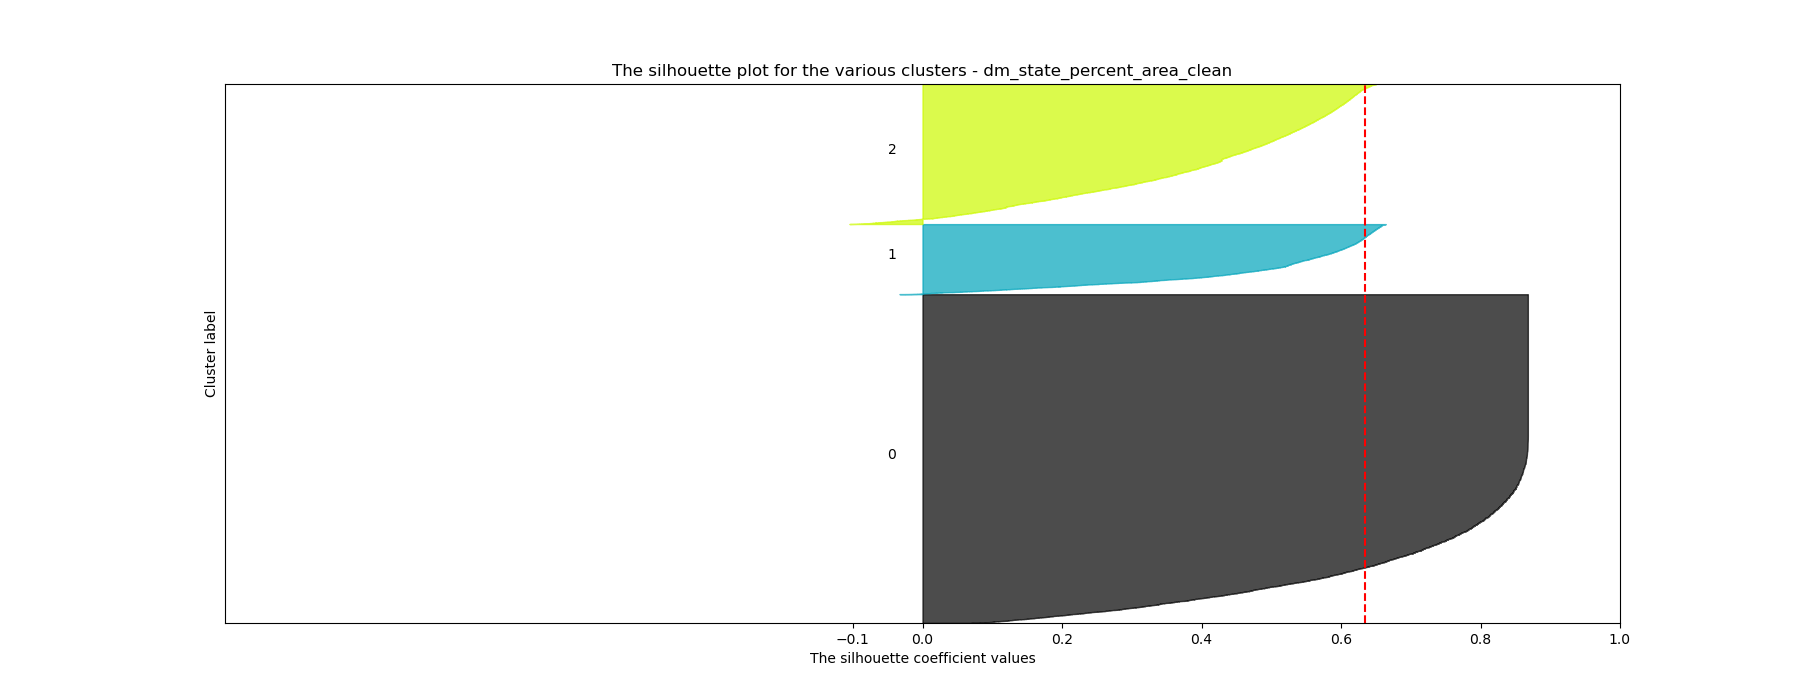 The silhouette plot for the various clusters - dm_state_percent_area_clean
2
1
0
Cluster label
−0.1 0.0 0.2 0.4 0.6 0.8 1.0
The silhouette coefficient values